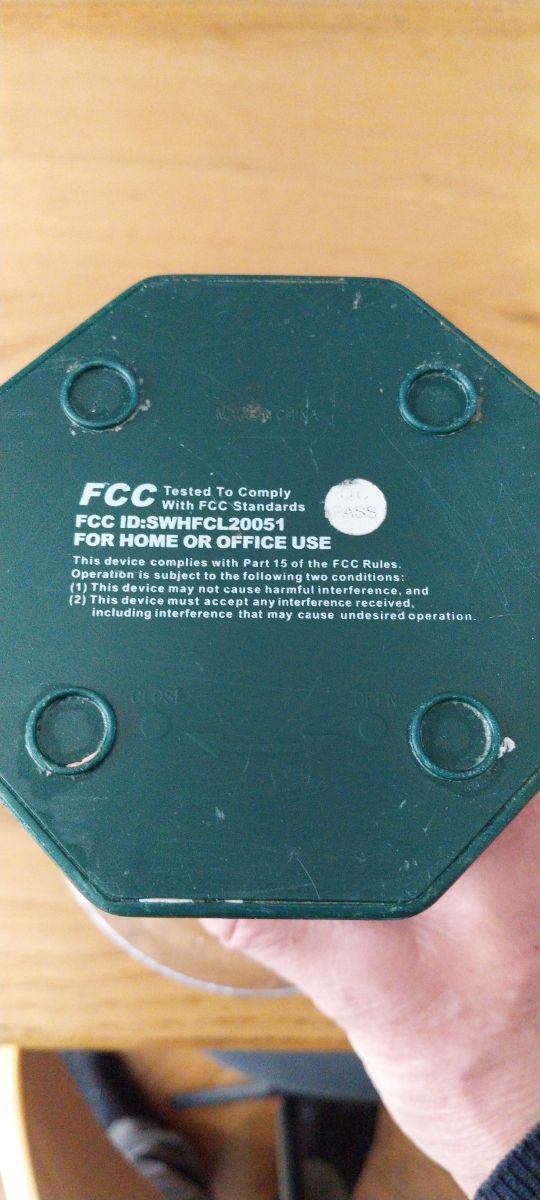 CHINA
FCC Tested To Comply
With FCC Standards
QC
PASS
FCC ID:SWHFCL20051
FOR HOME OR OFFICE USE
This device complies with Part 15 of the FCC Rules.
Operation is subject to the following two conditions:
(1) This device may not cause harmful interference, and
(2) This device must accept any interference received,
including interference that may cause undesired operation.
CLOSE OPEN